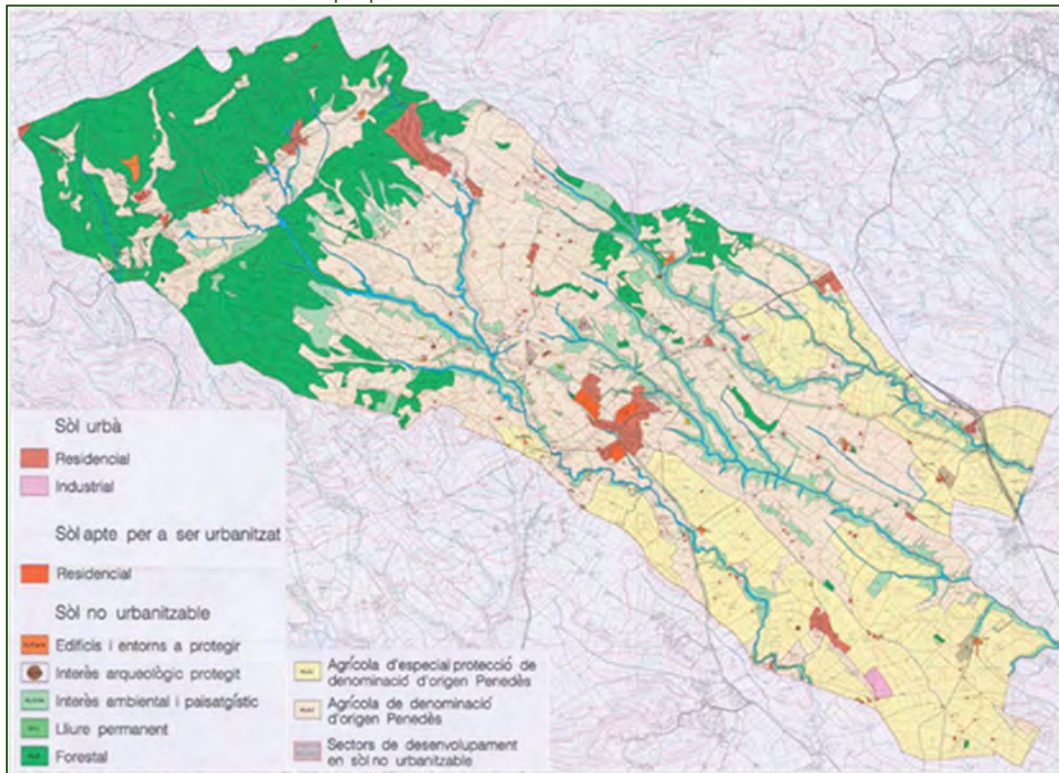 Sòl urbà
Residencial
Industrial
Sòl apte per a ser urbanitzat
Residencial
Sòl no urbanitzable
Edificis i entorns a protegir
Interès arqueològic protegit
Interès ambiental i paisatgístic
Lliure permanent
Forestal
Agrícola d'especial protecció de
denominació d'origen Penedès
Agrícola de denominació
d'origen Penedès
Sectors de desenvolupament
en sòl no urbanitzable